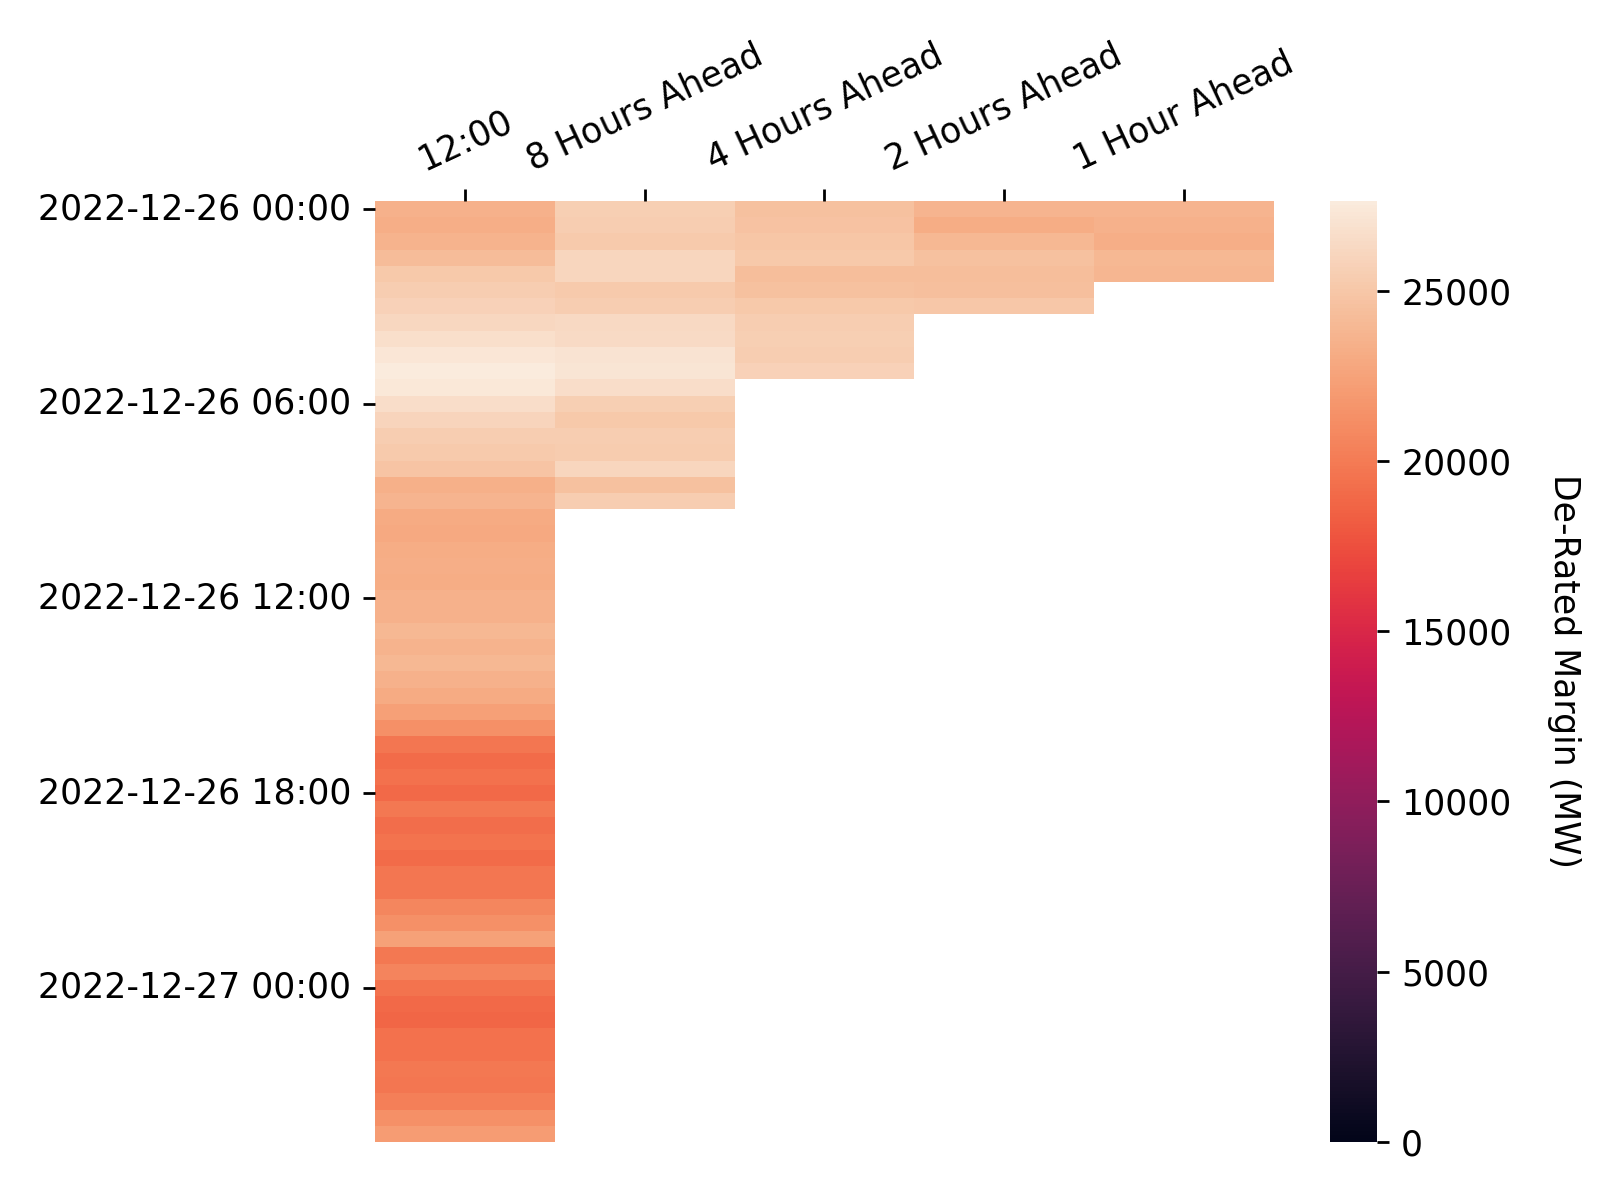 12:00
8 Hours Ahead
4 Hours Ahead
2 Hours Ahead
1 Hour Ahead
2022-12-26 00:00
2022-12-26 06:00
2022-12-26 12:00
2022-12-26 18:00
2022-12-27 00:00
25000
20000
15000
10000
5000
0
De-Rated Margin (MW)